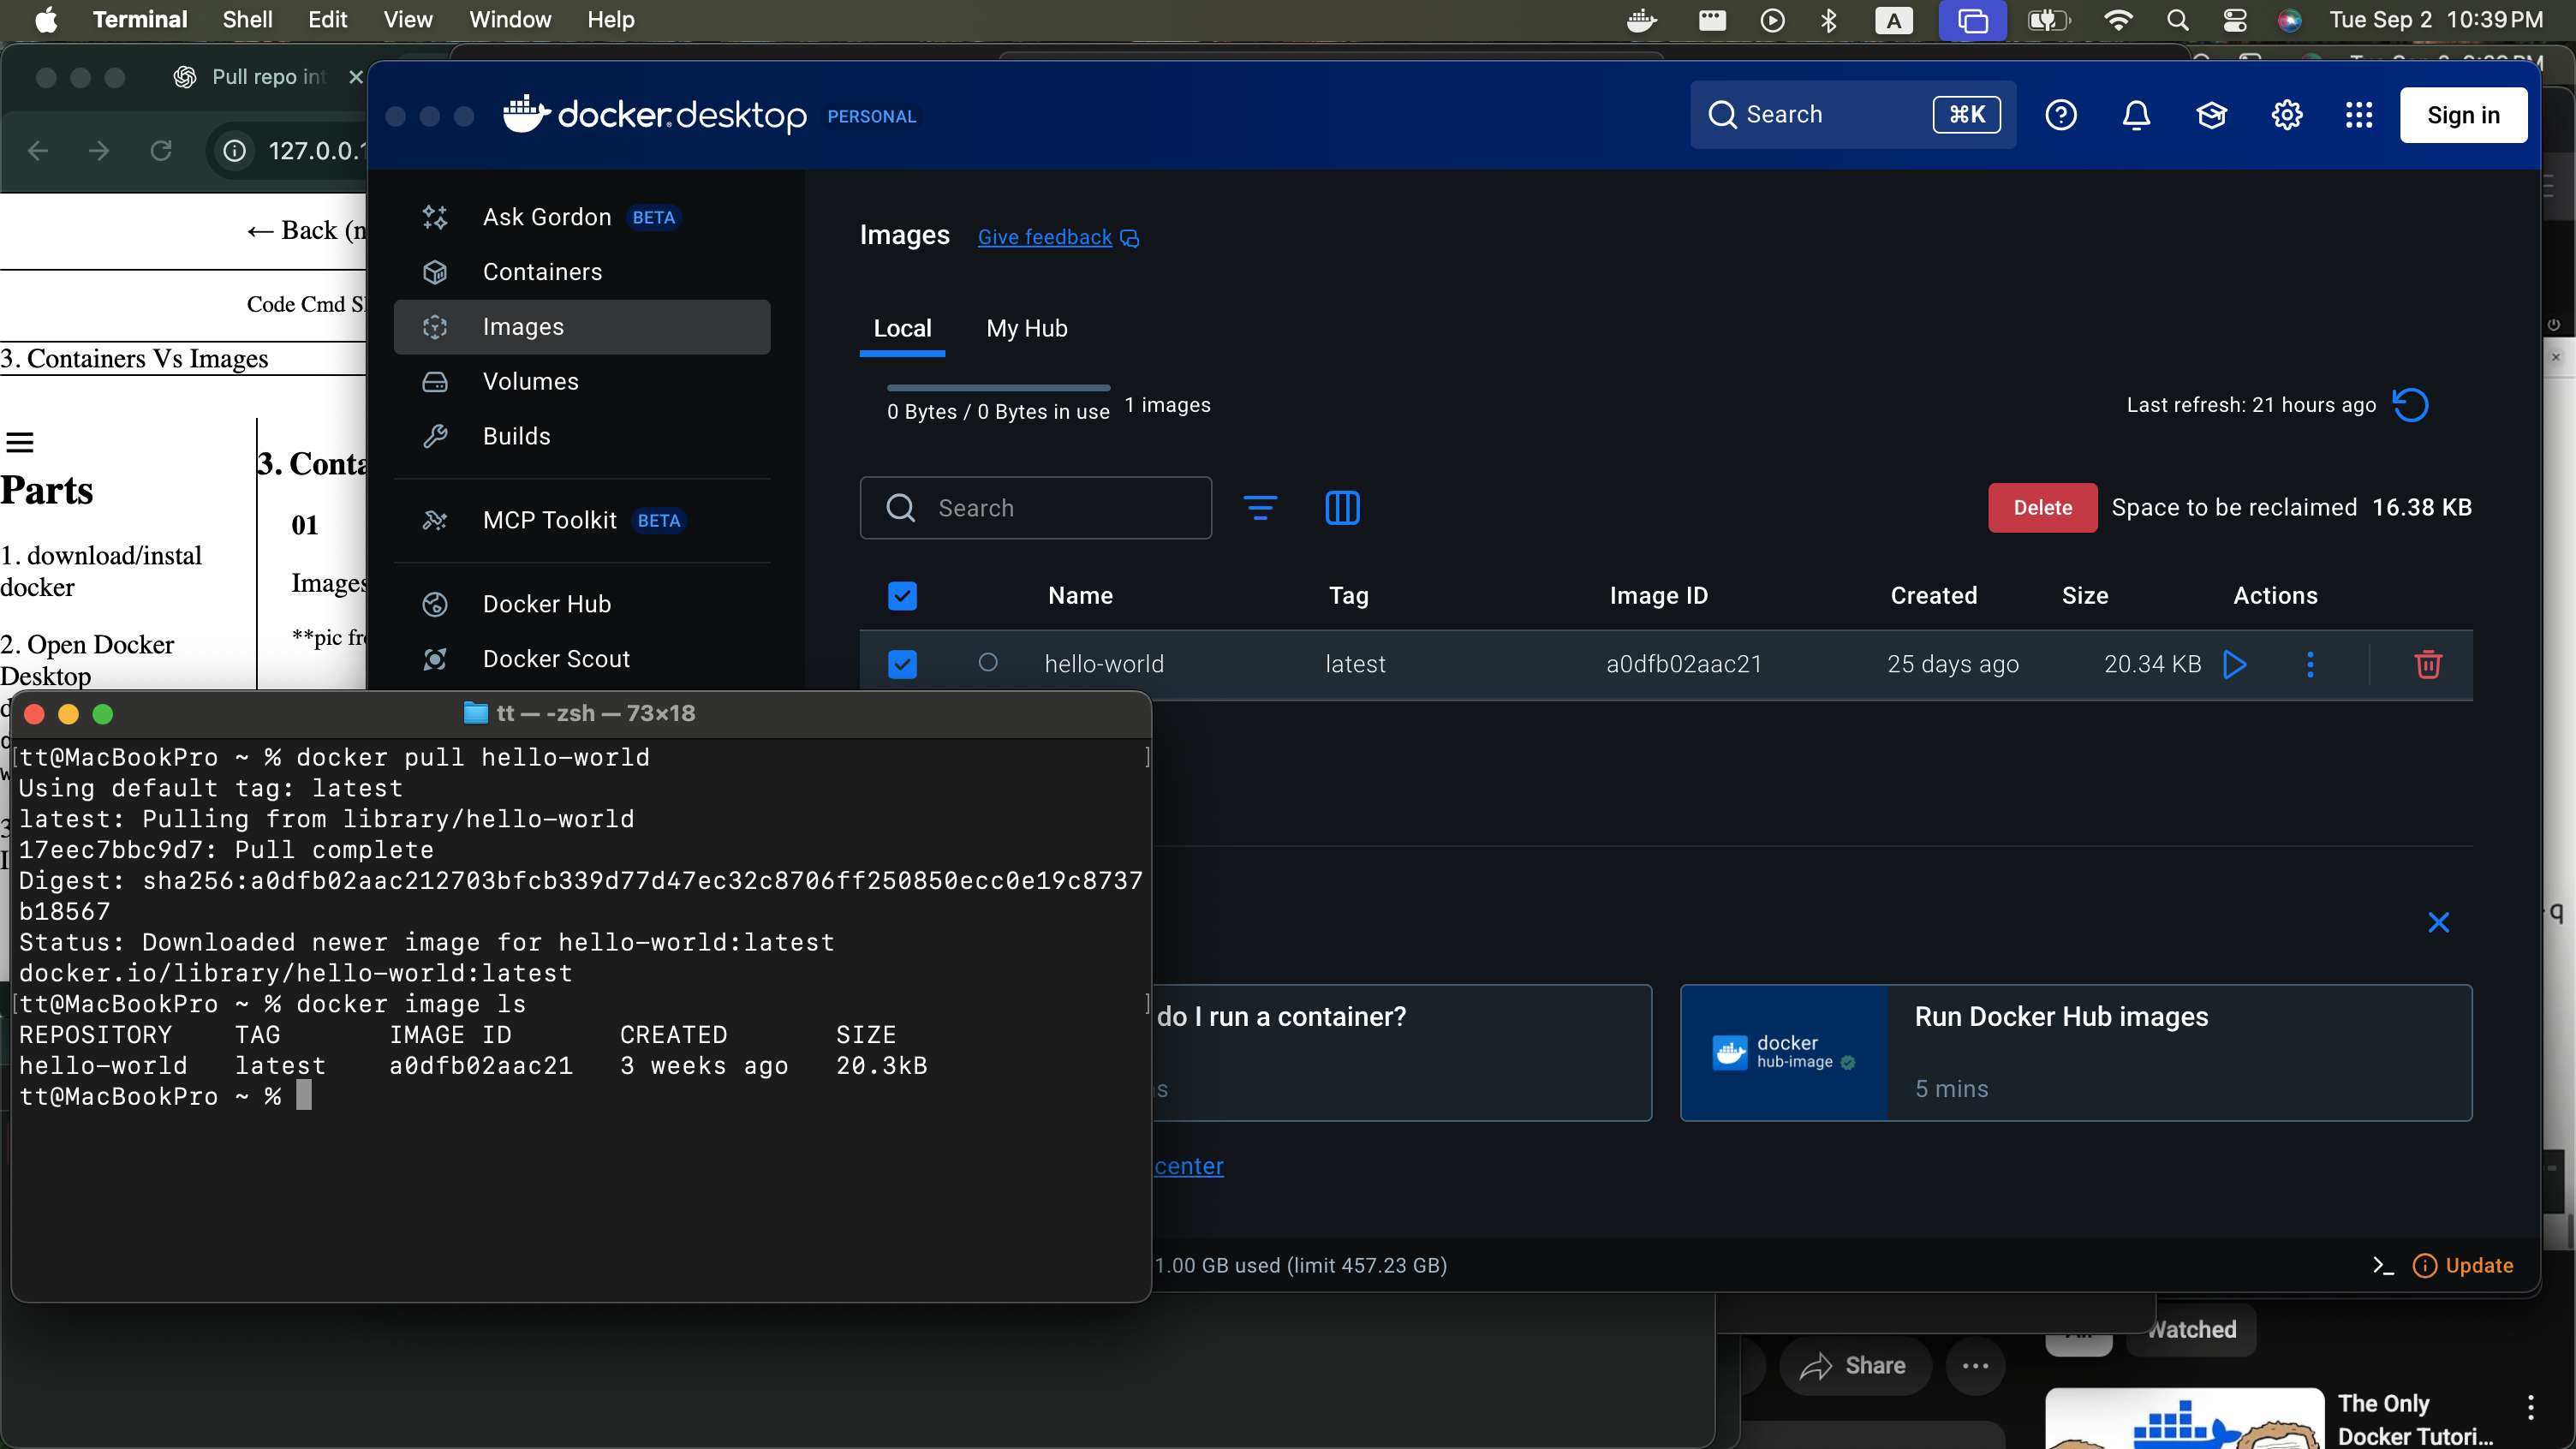 Terminal Shell Edit View Window Help
A
Tue Sep 2 10:39 PM
Pull repo int
127.0.0.1
← Back (n
Code Cmd S
3. Containers Vs Images
Parts
1. download/instal
docker
2. Open Docker
Desktop
3. Conta
01
Images
**pic fr
docker.desktop PERSONAL
Search ⌘K
Sign in
Ask Gordon BETA
Containers
Images
Volumes
Builds
MCP Toolkit BETA
Docker Hub
Docker Scout
Images Give feedback
Local My Hub
0 Bytes / 0 Bytes in use 1 images
Last refresh: 21 hours ago
Search
Delete Space to be reclaimed 16.38 KB
Name Tag Image ID Created Size Actions
hello-world latest a0dfb02aac21 25 days ago 20.34 KB
tt — -zsh — 73×18
[tt@MacBookPro ~ % docker pull hello-world ]
Using default tag: latest
latest: Pulling from library/hello-world
17eec7bbc9d7: Pull complete
Digest: sha256:a0dfb02aac212703bfcb339d77d47ec32c8706ff250850ecc0e19c8737
b18567
Status: Downloaded newer image for hello-world:latest
docker.io/library/hello-world:latest
[tt@MacBookPro ~ % docker image ls ]
REPOSITORY TAG IMAGE ID CREATED SIZE
hello-world latest a0dfb02aac21 3 weeks ago 20.3kB
tt@MacBookPro ~ %
do I run a container?
s
docker
hub-image
Run Docker Hub images
5 mins
center
1.00 GB used (limit 457.23 GB)
Update
q
Watched
Share
The Only
Docker Tutori...